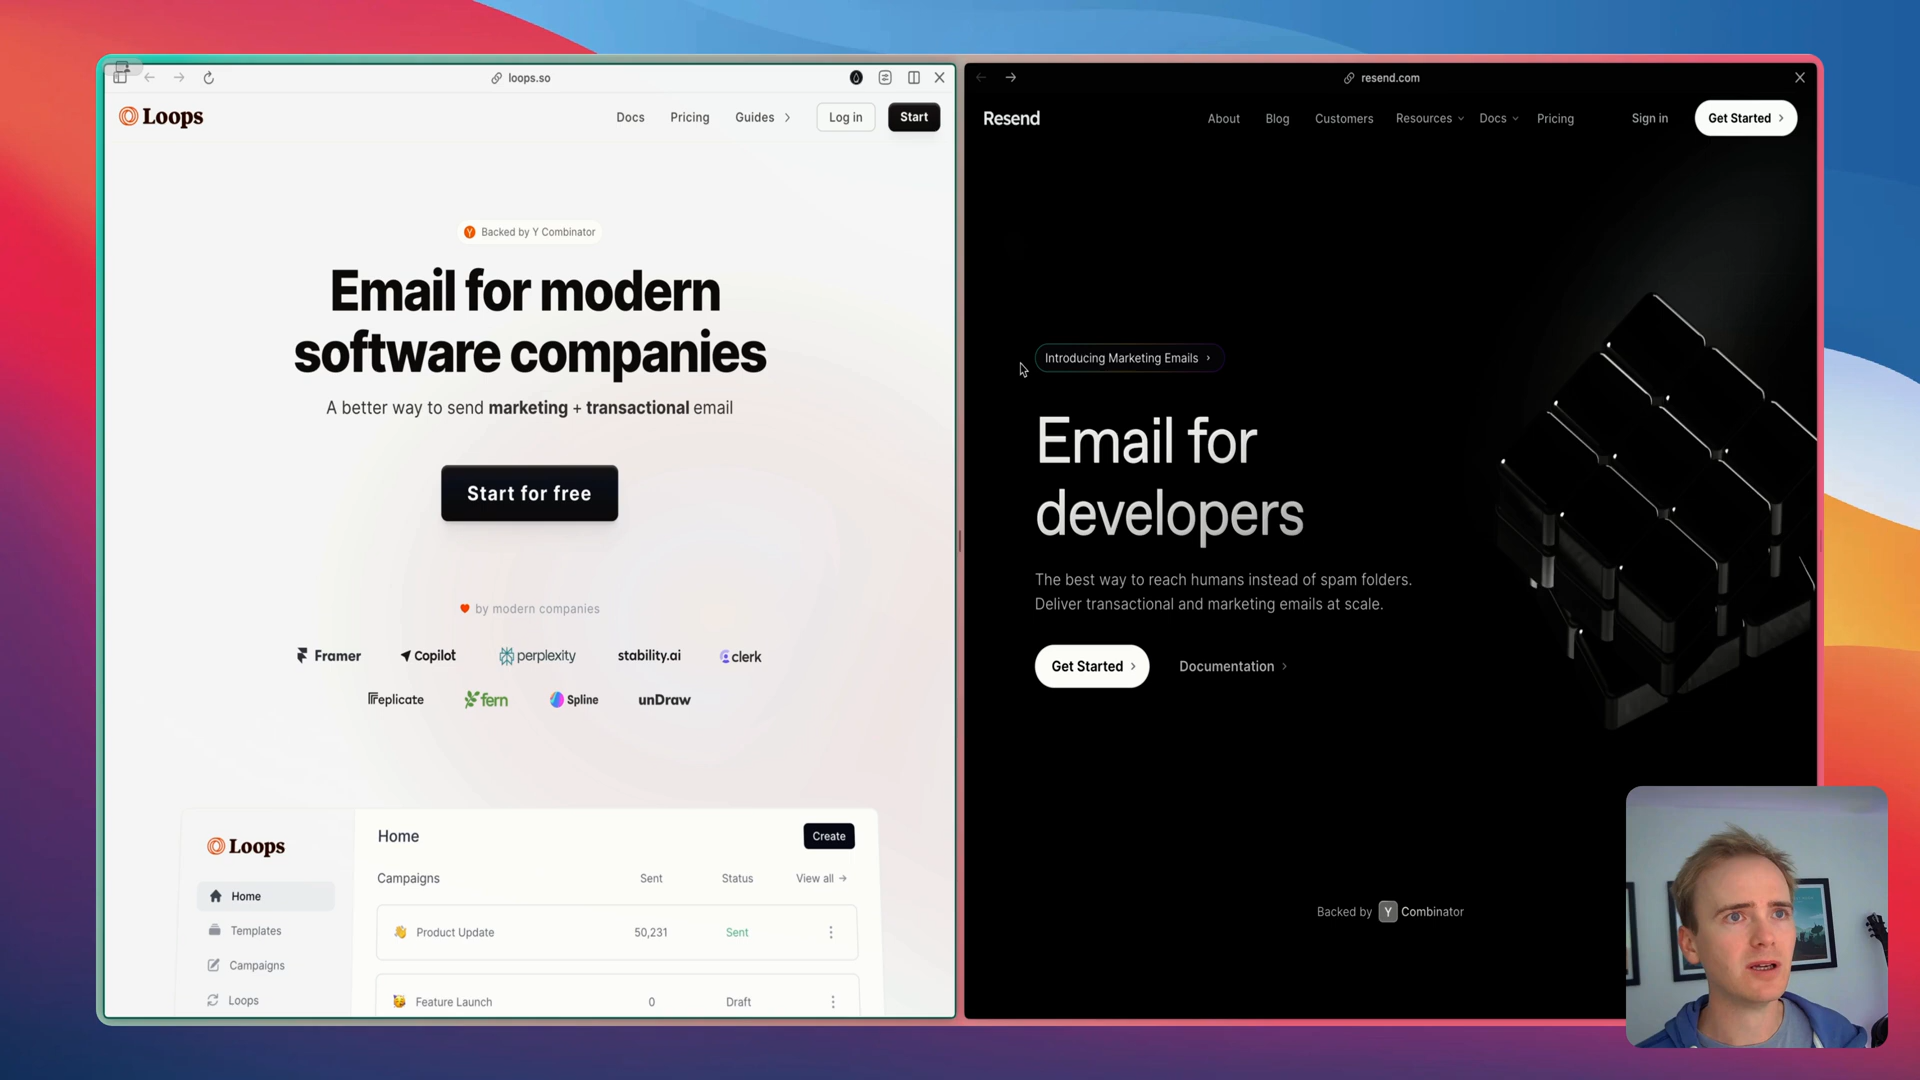 loops.so
Loops
Docs
Pricing
Guides
Log in
Start
Backed by Y Combinator
Email for modern
software companies
A better way to send marketing + transactional email
Start for free
by modern companies
Framer
Copilot
perplexity
stability.ai
clerk
Replicate
fern
Spline
unDraw
Loops
Home
Templates
Campaigns
Loops
Home
Create
Campaigns
Sent
Status
View all
Product Update
50,231
Sent
Feature Launch
0
Draft
resend.com
Resend
About
Blog
Customers
Resources
Docs
Pricing
Sign in
Get Started
Introducing Marketing Emails
Email for
developers
The best way to reach humans instead of spam folders.
Deliver transactional and marketing emails at scale.
Get Started
Documentation
Backed by Y Combinator